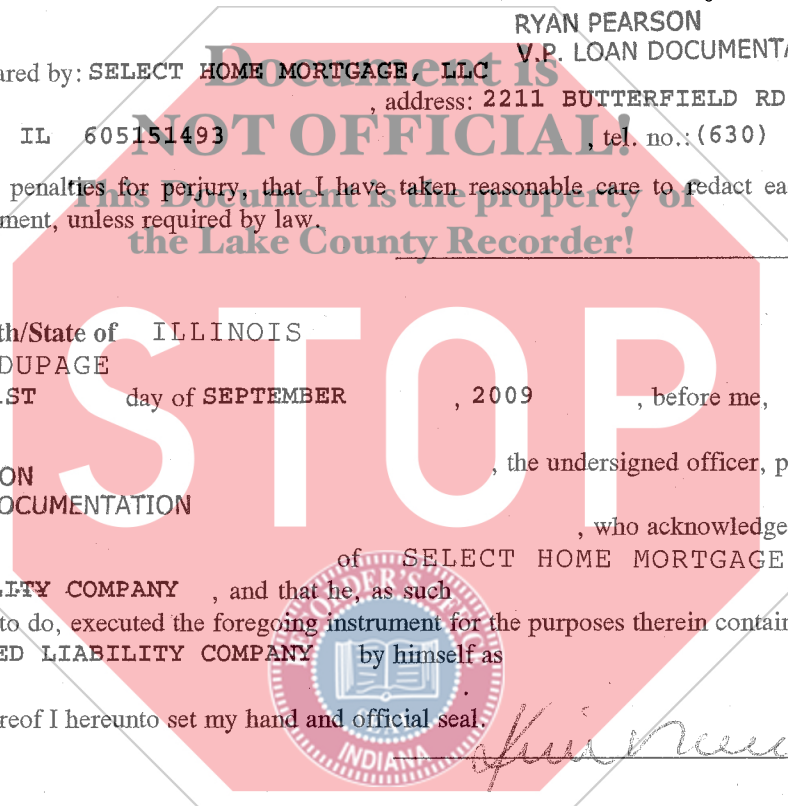 RYAN PEARSON
V.P. LOAN DOCUMENTA
ared by: SELECT HOME MORTGAGE, LLC
Document is
, address: 2211 BUTTERFIELD RD
IL 605151493 , tel. no.: (630)
NOT OFFICIAL!
penalties for perjury, that I have taken reasonable care to redact ea
This Document is the property of
ment, unless required by law.
the Lake County Recorder!
th/State of ILLINOIS
DUPAGE
1ST day of SEPTEMBER , 2009 , before me,
STOP
ON , the undersigned officer, p
OCUMENTATION
, who acknowledge
of SELECT HOME MORTGAGE
LITY COMPANY , and that he, as such
to do, executed the foregoing instrument for the purposes therein contain
ED LIABILITY COMPANY by himself as
reof I hereunto set my hand and official seal.
RECORDER'S OFFICE
INDIANA